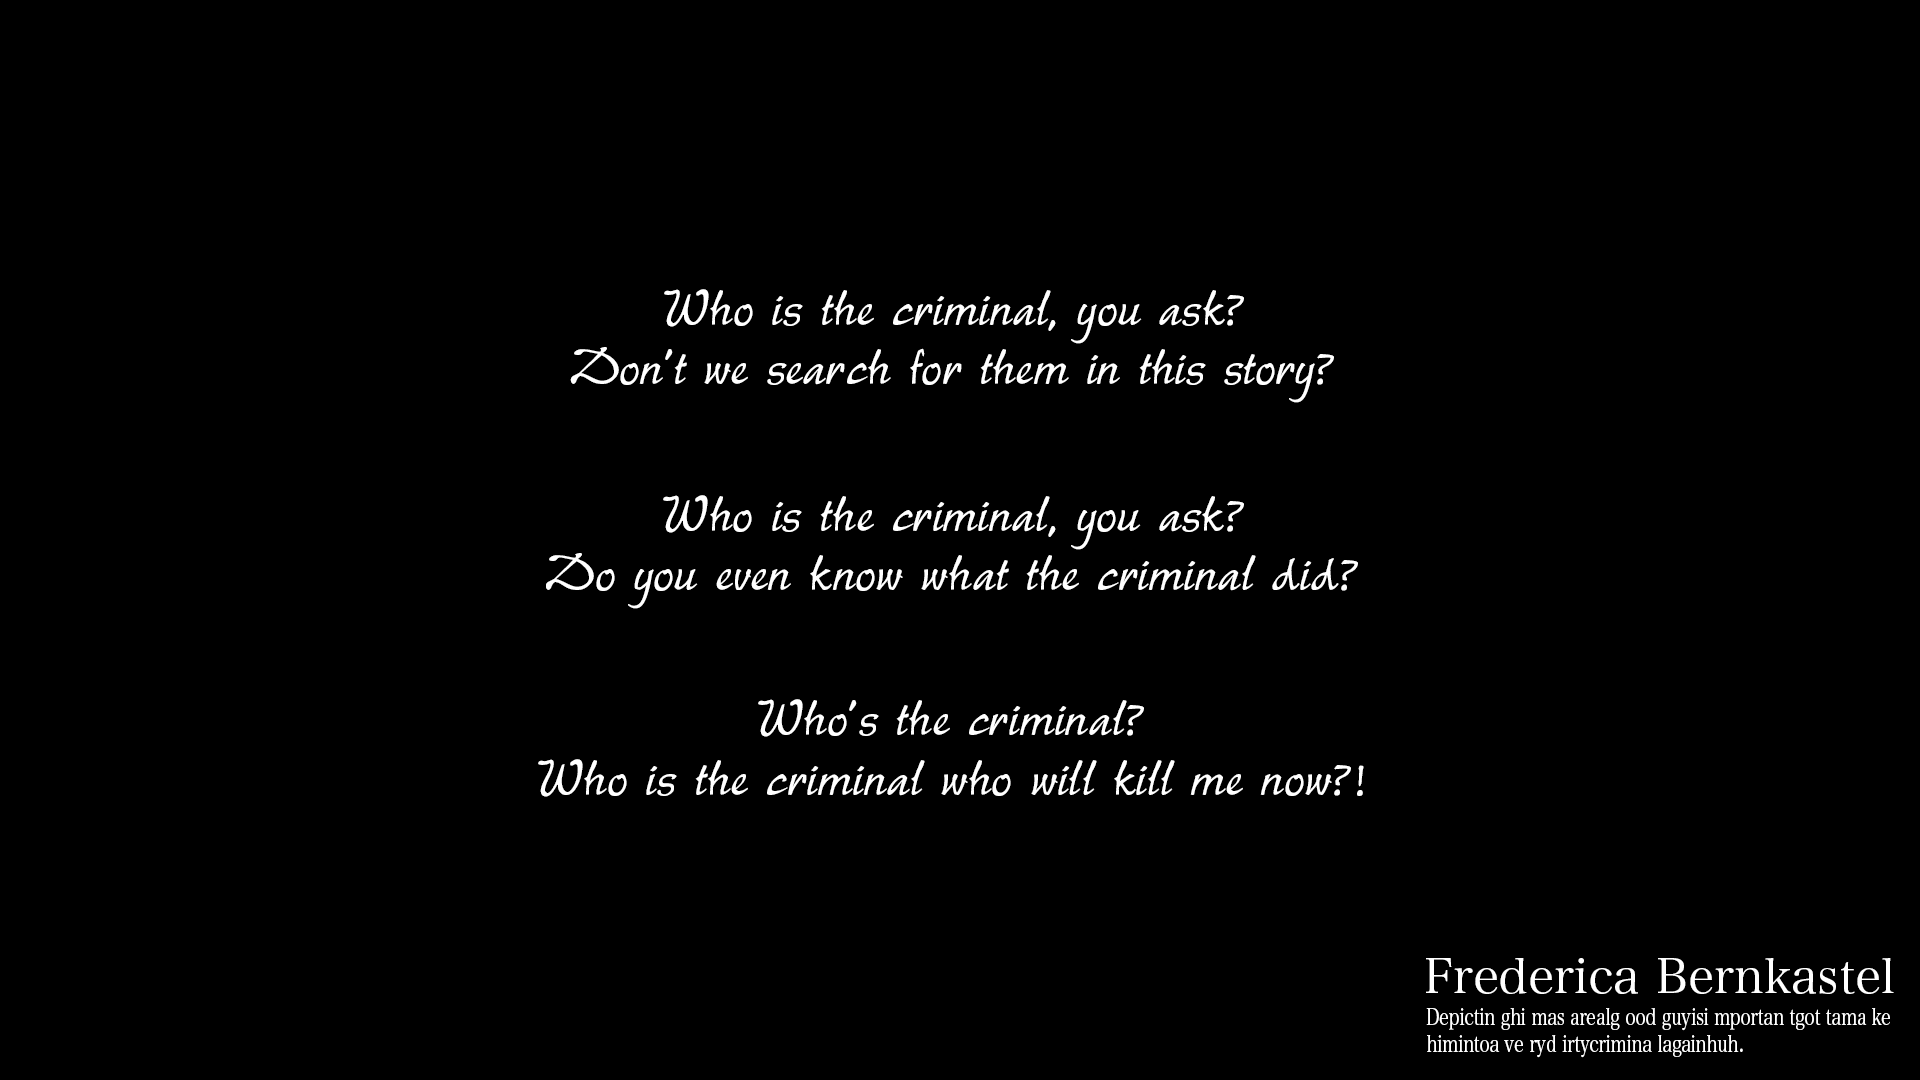 Who is the criminal, you ask?
Don't we search for them in this story?
Who is the criminal, you ask?
Do you even know what the criminal did?
Who's the criminal?
Who is the criminal who will kill me now?!
Frederica Bernkastel
Depictin ghi mas arealg ood guyisi mportan tgot tama ke
himintoa ve ryd irtycrimina lagainhuh.